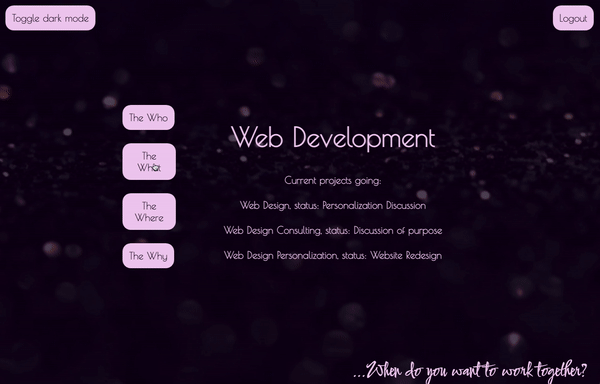 Toggle dark mode
Logout
The Who
The
What
The
Where
The Why
Web Development
Current projects going:
Web Design, status: Personalization Discussion
Web Design Consulting, status: Discussion of purpose
Web Design Personalization, status: Website Redesign
...When do you want to work together?